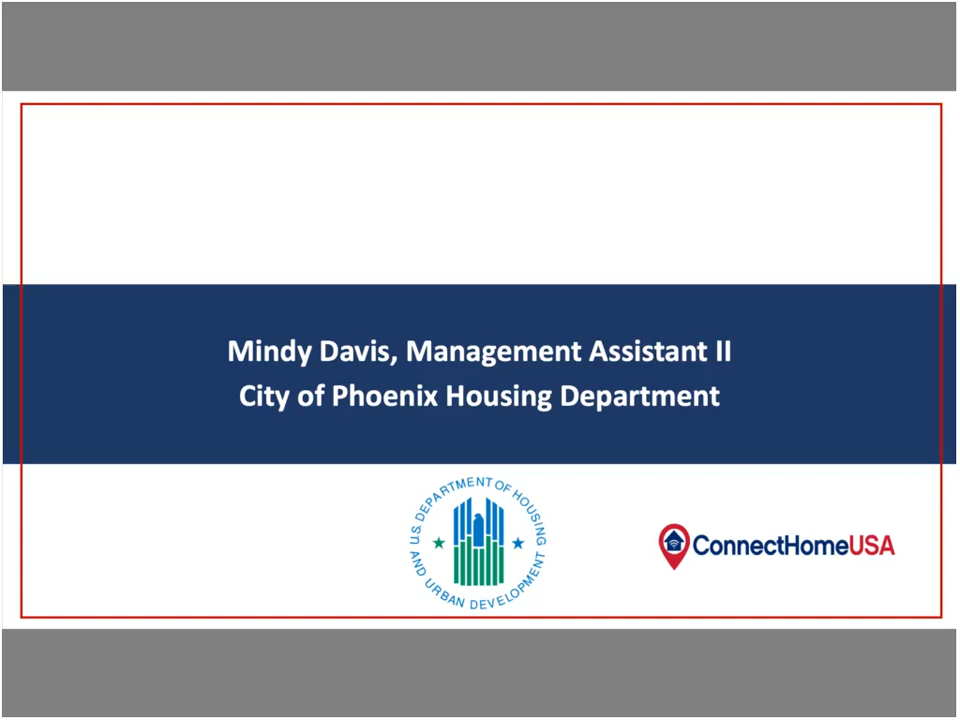 Mindy Davis, Management Assistant II
City of Phoenix Housing Department
U.S. DEPARTMENT OF HOUSING
AND URBAN DEVELOPMENT
ConnectHomeUSA